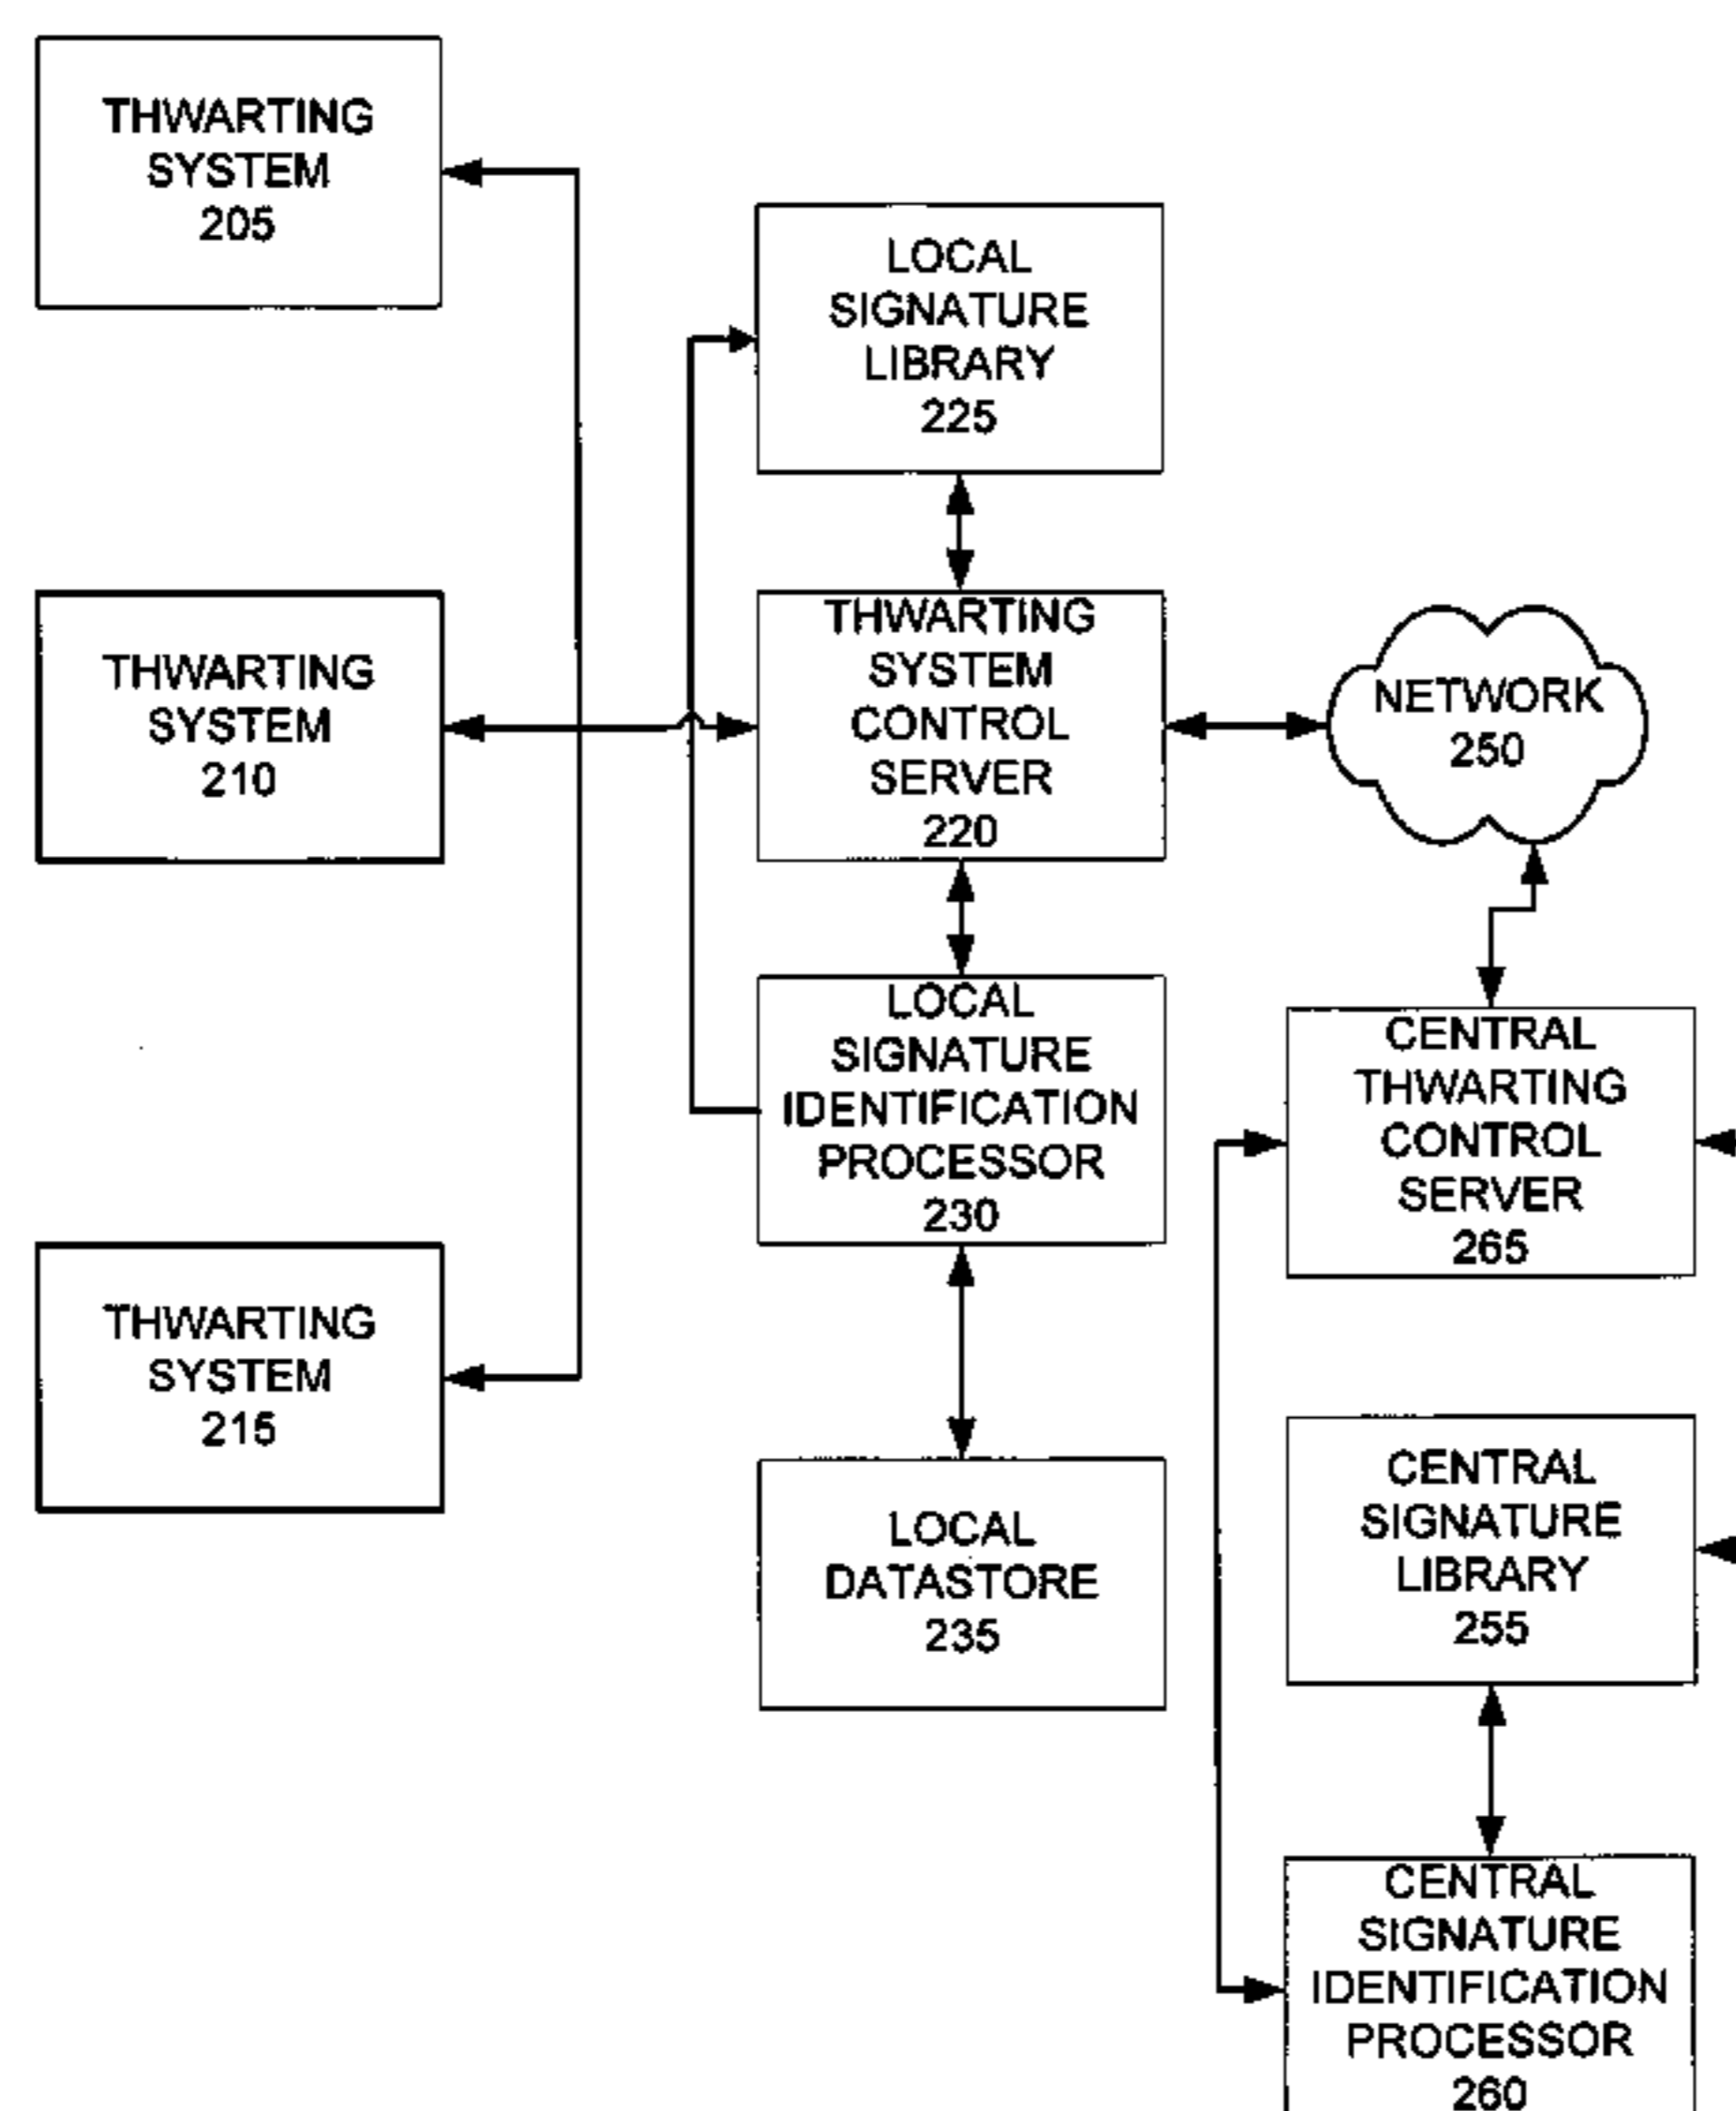 THWARTING
SYSTEM
205
LOCAL
SIGNATURE
LIBRARY
225
THWARTING
SYSTEM
210
THWARTING
SYSTEM
CONTROL
SERVER
220
NETWORK
250
LOCAL
SIGNATURE
IDENTIFICATION
PROCESSOR
230
CENTRAL
THWARTING
CONTROL
SERVER
265
THWARTING
SYSTEM
215
LOCAL
DATASTORE
235
CENTRAL
SIGNATURE
LIBRARY
255
CENTRAL
SIGNATURE
IDENTIFICATION
PROCESSOR
260